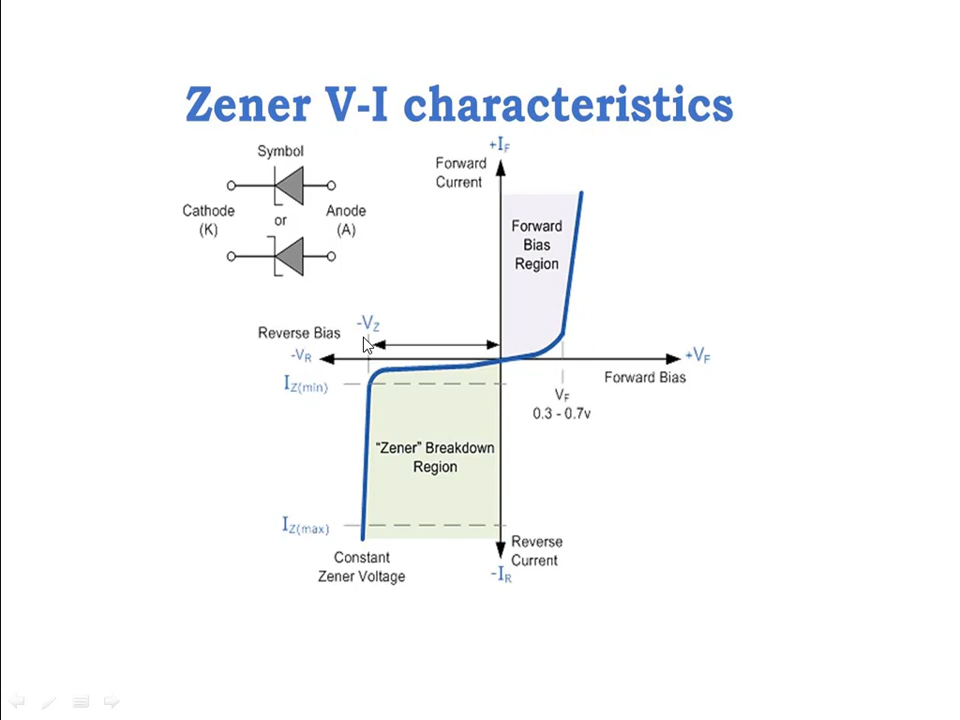 Zener V-I characteristics
Symbol
Cathode
(K)
or
Anode
(A)
+IF
Forward
Current
Forward
Bias
Region
-VZ
Reverse Bias
-VR
+VF
Forward Bias
IZ(min)
VF
0.3 - 0.7v
"Zener" Breakdown
Region
IZ(max)
Constant
Zener Voltage
Reverse
Current
-IR